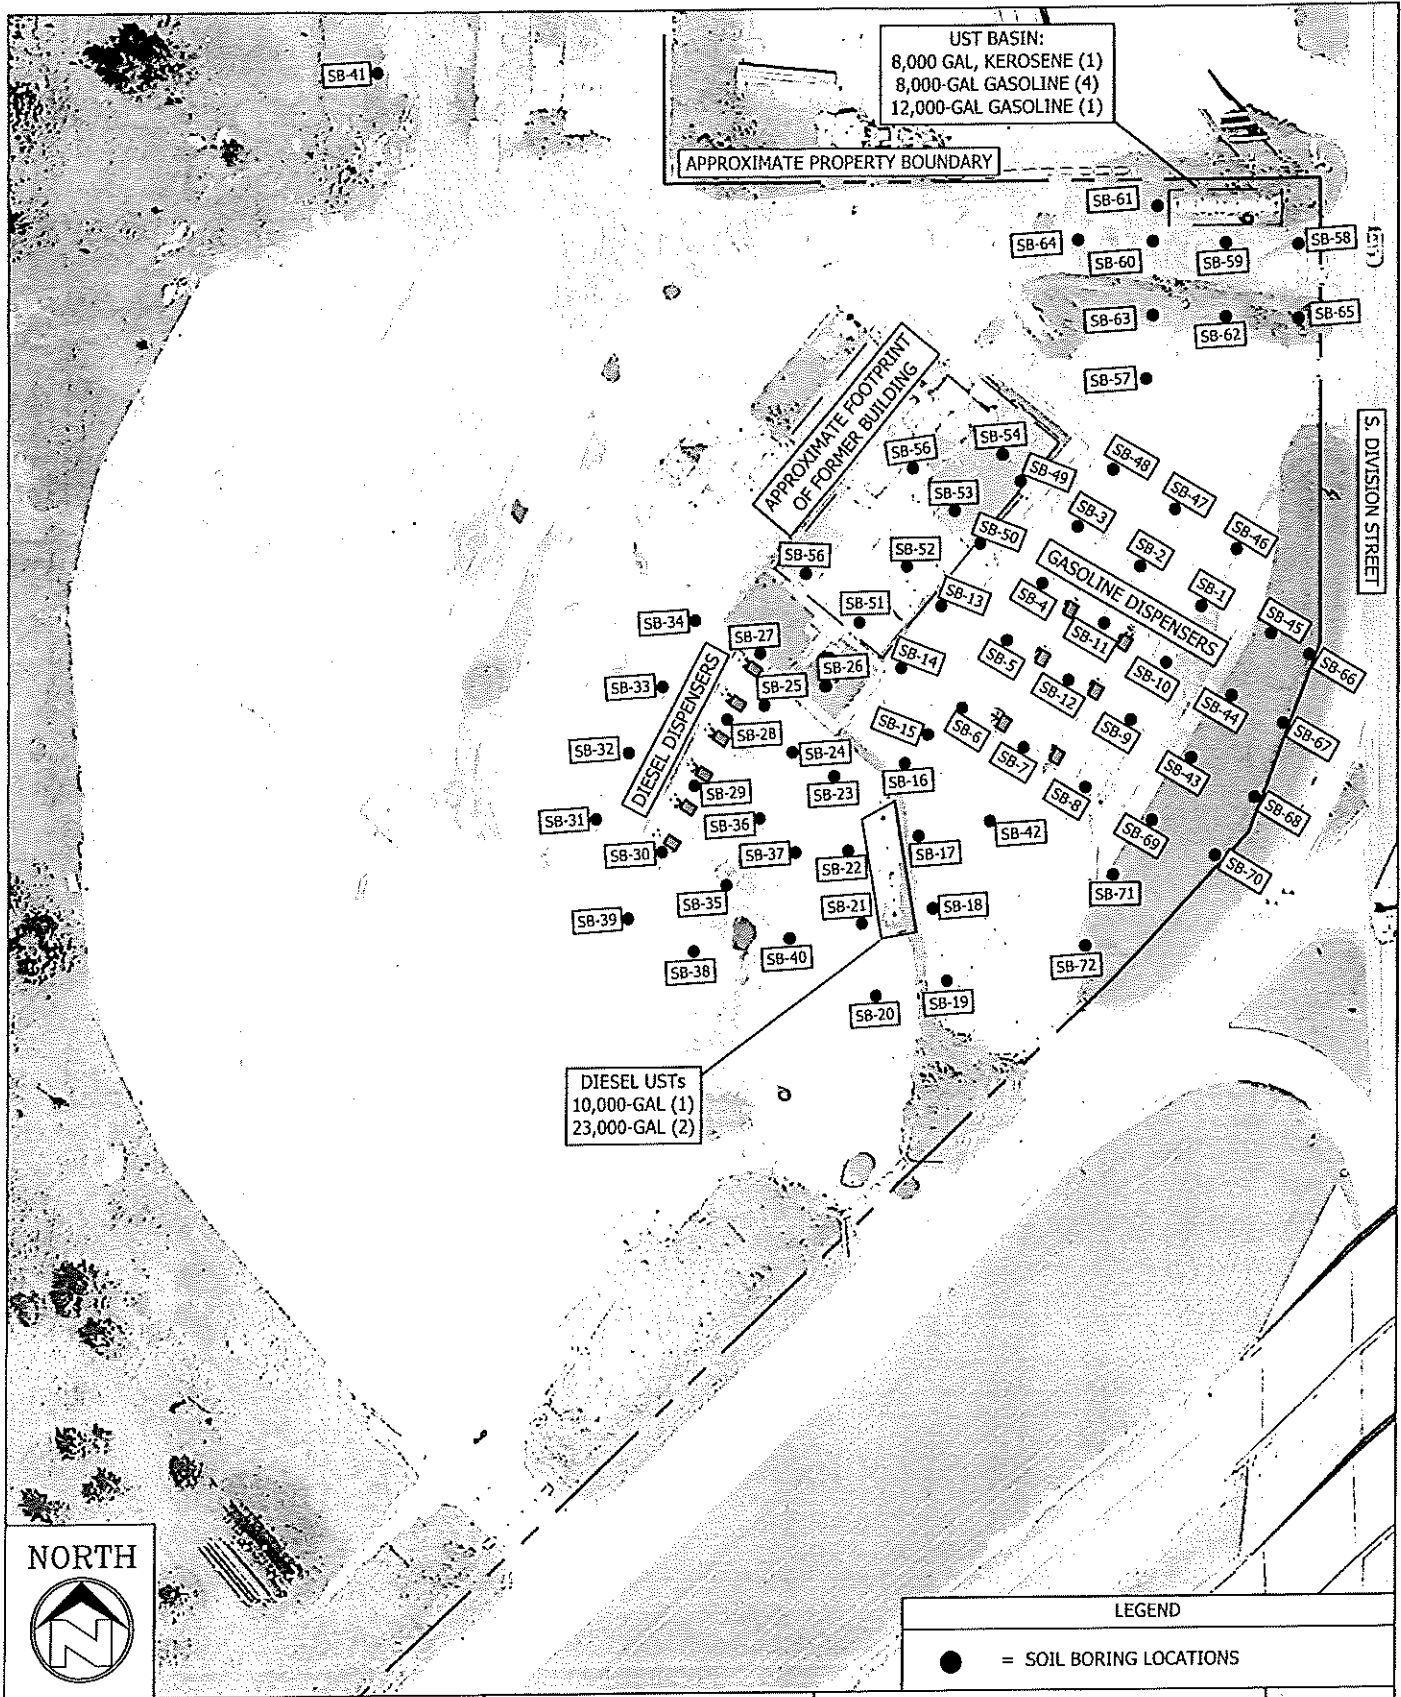 SB-41
UST BASIN:
8,000 GAL, KEROSENE (1)
8,000-GAL GASOLINE (4)
12,000-GAL GASOLINE (1)
APPROXIMATE PROPERTY BOUNDARY
SB-61
SB-64
SB-60
SB-59
SB-58
SB-63
SB-62
SB-65
SB-57
APPROXIMATE FOOTPRINT
OF FORMER BUILDING
S. DIVISION STREET
SB-56
SB-54
SB-49
SB-48
SB-53
SB-47
SB-3
SB-50
SB-46
SB-2
SB-56
SB-52
GASOLINE DISPENSERS
SB-4
SB-1
SB-13
SB-51
SB-11
SB-45
SB-34
SB-27
SB-14
SB-5
SB-10
SB-66
SB-26
SB-33
SB-25
DIESEL DISPENSERS
SB-12
SB-44
SB-15
SB-6
SB-9
SB-28
SB-67
SB-32
SB-24
SB-7
SB-43
SB-16
SB-29
SB-23
SB-8
SB-31
SB-36
SB-42
SB-68
SB-69
SB-30
SB-37
SB-22
SB-17
SB-70
SB-71
SB-35
SB-21
SB-18
SB-39
SB-38
SB-40
SB-72
SB-20
SB-19
DIESEL USTs
10,000-GAL (1)
23,000-GAL (2)
NORTH
N
LEGEND
= SOIL BORING LOCATIONS